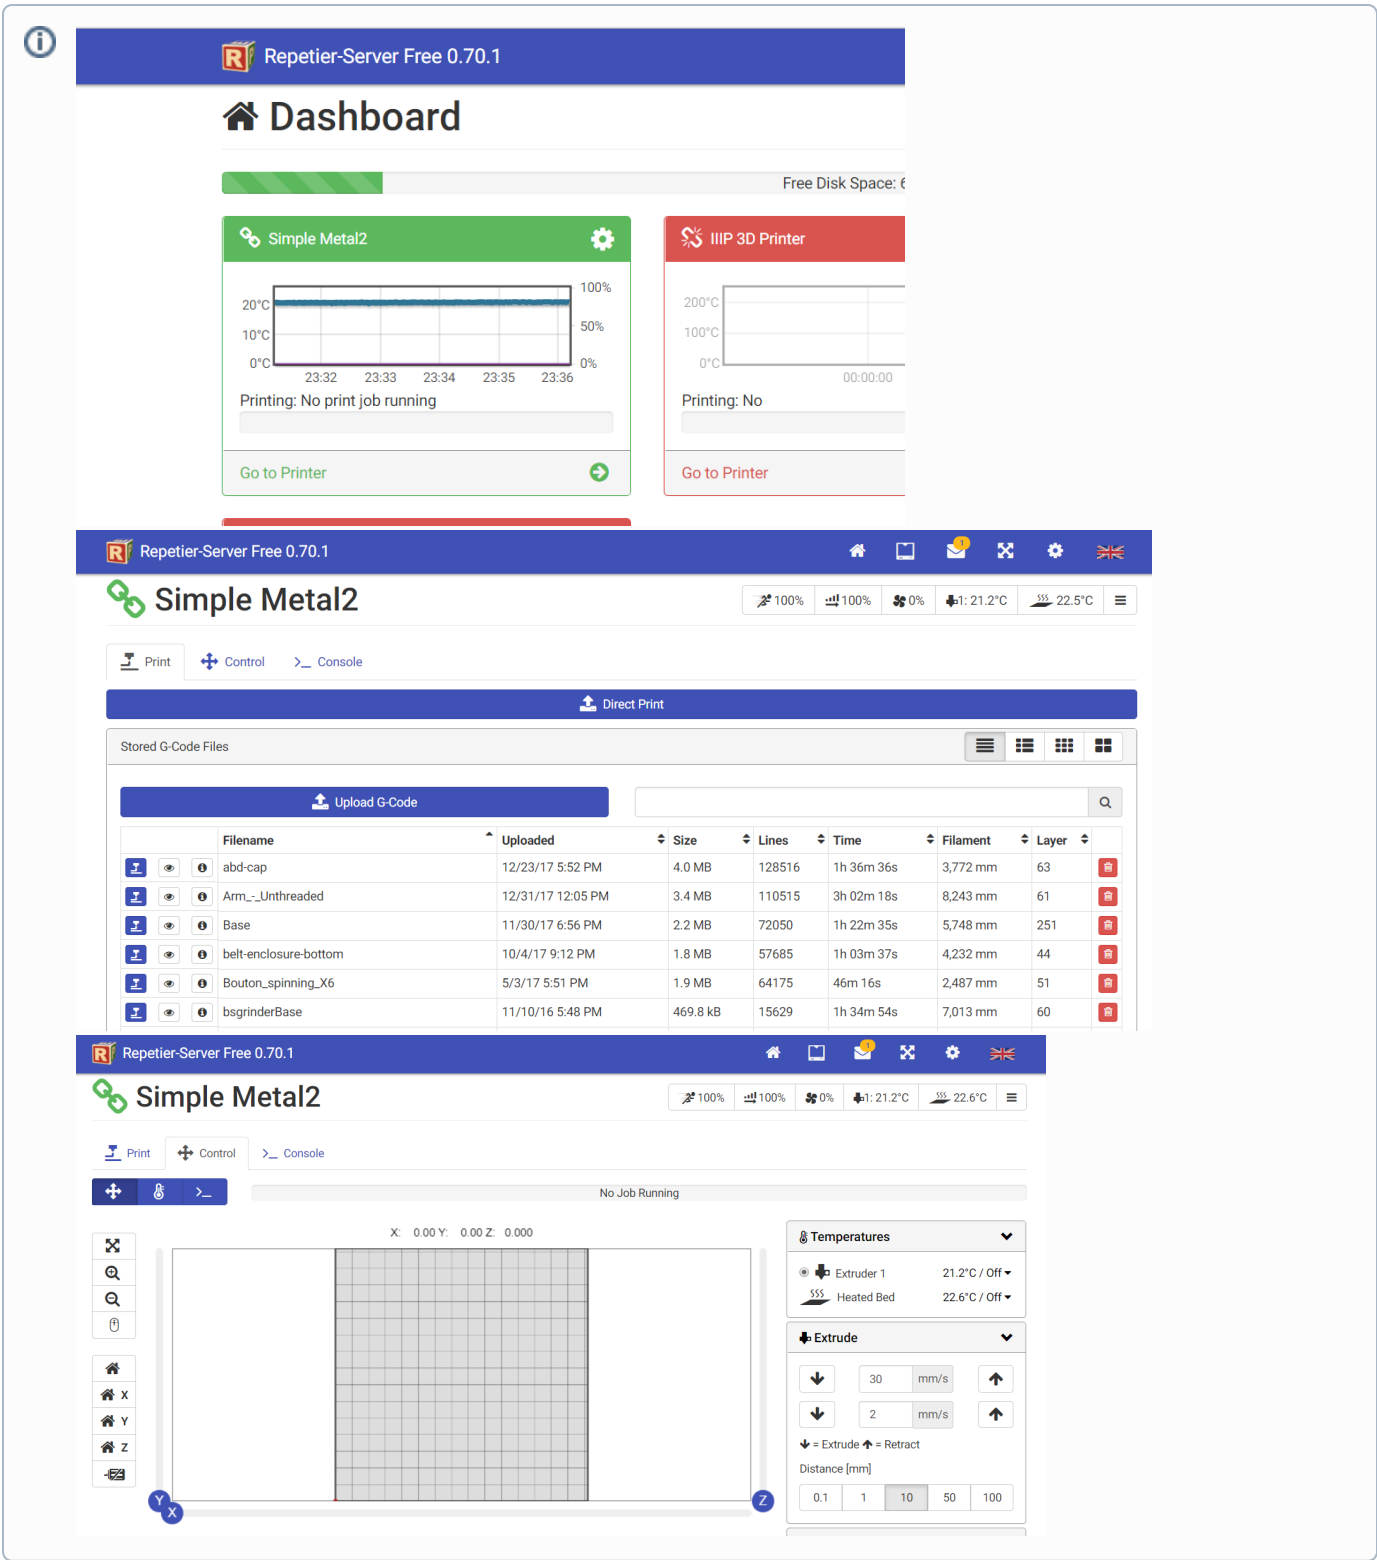 Repetier-Server Free 0.70.1
Dashboard
Free Disk Space: 6
Simple Metal2
IIIP 3D Printer
100%
20°C
50%
10°C
0°C
0%
23:32 23:33 23:34 23:35 23:36
200°C
100°C
0°C
00:00:00
Printing: No print job running
Printing: No
Go to Printer
Go to Printer
Repetier-Server Free 0.70.1
1
Simple Metal2
100% 100% 0% 1: 21.2°C 22.5°C
Print Control Console
Direct Print
Stored G-Code Files
Upload G-Code
Filename Uploaded Size Lines Time Filament Layer
abd-cap 12/23/17 5:52 PM 4.0 MB 128516 1h 36m 36s 3,772 mm 63
Arm_-_Unthreaded 12/31/17 12:05 PM 3.4 MB 110515 3h 02m 18s 8,243 mm 61
Base 11/30/17 6:56 PM 2.2 MB 72050 1h 22m 35s 5,748 mm 251
belt-enclosure-bottom 10/4/17 9:12 PM 1.8 MB 57685 1h 03m 37s 4,232 mm 44
Bouton_spinning_X6 5/3/17 5:51 PM 1.9 MB 64175 46m 16s 2,487 mm 51
bsgrinderBase 11/10/16 5:48 PM 469.8 kB 15629 1h 34m 54s 7,013 mm 60
Repetier-Server Free 0.70.1
1
Simple Metal2
100% 100% 0% 1: 21.2°C 22.6°C
Print Control Console
No Job Running
X: 0.00 Y: 0.00 Z: 0.000
X
Y
Z
Y
X
Z
Temperatures
Extruder 1 21.2°C / Off
Heated Bed 22.6°C / Off
Extrude
30 mm/s
2 mm/s
= Extrude = Retract
Distance [mm]
0.1 1 10 50 100